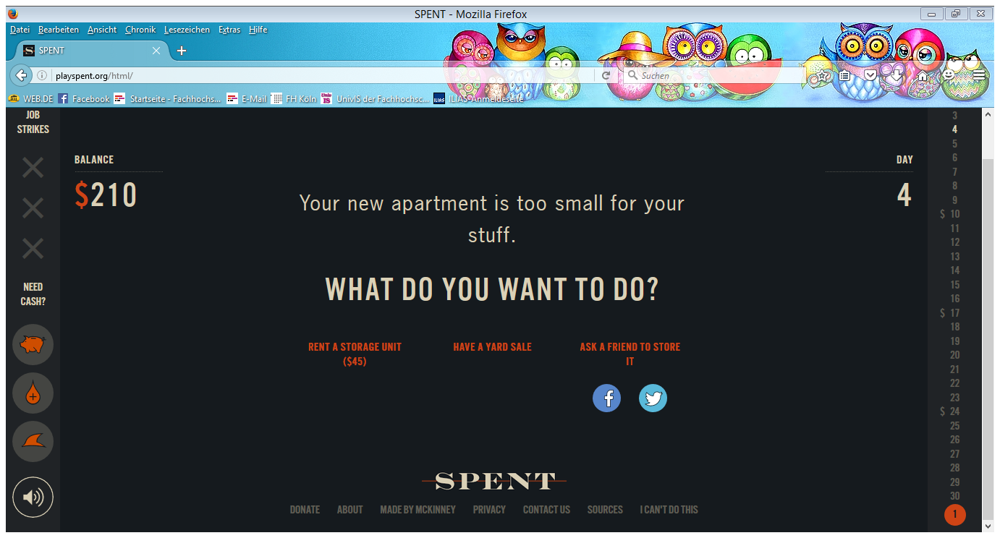 SPENT - Mozilla Firefox
Datei Bearbeiten Ansicht Chronik Lesezeichen Extras Hilfe
SPENT
playspent.org/html/
Suchen
WEB.DE Facebook Startseite - Fachhochs... E-Mail FH Köln UnivIS der Fachhochsc... ILIAS-Anmeldeseite
JOB
STRIKES
NEED
CASH?
BALANCE
$210
Your new apartment is too small for your
stuff.
WHAT DO YOU WANT TO DO?
RENT A STORAGE UNIT
($45)
HAVE A YARD SALE
ASK A FRIEND TO STORE
IT
DAY
4
3
4
5
6
7
8
9
$ 10
11
12
13
14
15
16
$ 17
18
19
20
21
22
23
$ 24
25
26
27
28
29
30
1
SPENT
DONATE ABOUT MADE BY MCKINNEY PRIVACY CONTACT US SOURCES I CAN'T DO THIS